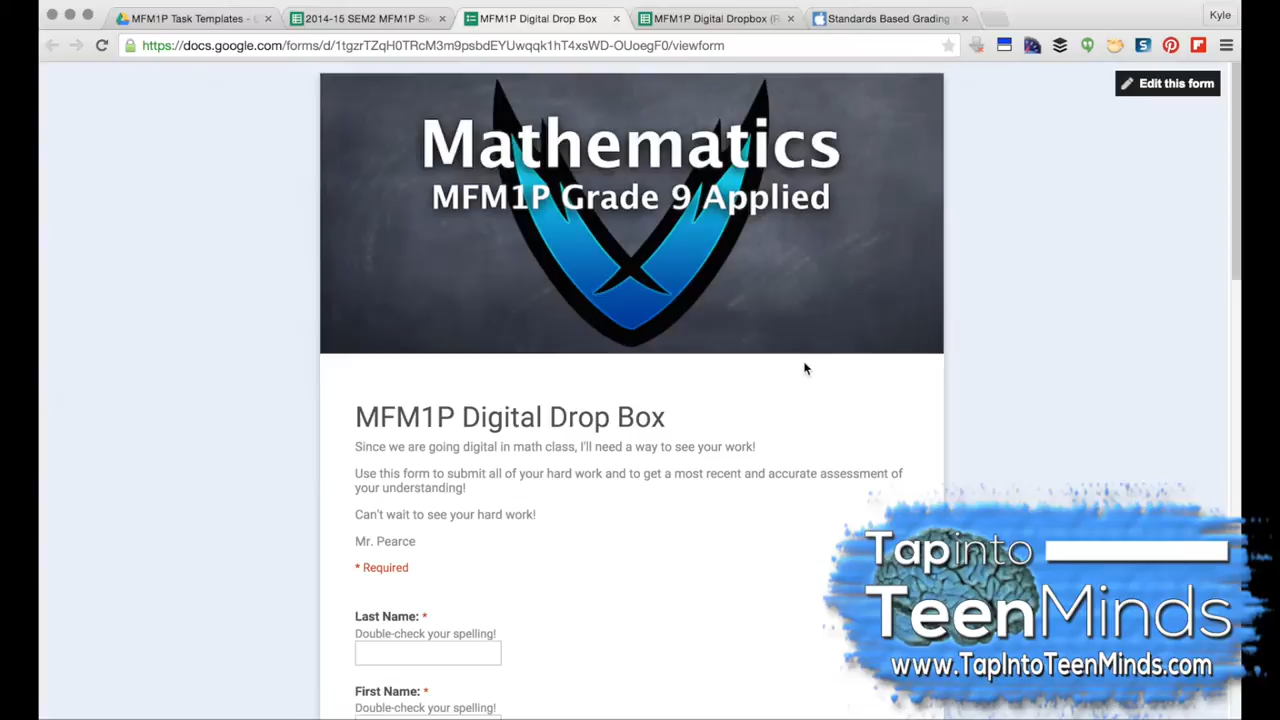 MFM1P Task Templates - G
2014-15 SEM2 MFM1P Sk
MFM1P Digital Drop Box
MFM1P Digital Dropbox (R
Standards Based Grading
Kyle
https://docs.google.com/forms/d/1tgzrTZqH0TRcM3m9psbdEYUwqqk1hT4xsWD-OUoegF0/viewform
Edit this form
Mathematics
MFM1P Grade 9 Applied
MFM1P Digital Drop Box
Since we are going digital in math class, I'll need a way to see your work!
Use this form to submit all of your hard work and to get a most recent and accurate assessment of
your understanding!
Can't wait to see your hard work!
Mr. Pearce
* Required
Last Name: *
Double-check your spelling!
First Name: *
Double-check your spelling!
Tap into
TeenMinds
www.TapIntoTeenMinds.com